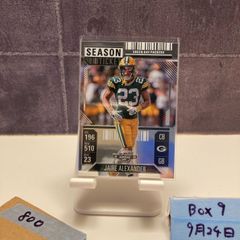 SEASON
TICKET
GREEN BAY PACKERS
23
196
510
23
CB
G
GB
JAIRE ALEXANDER
800
Box 9
9月24日